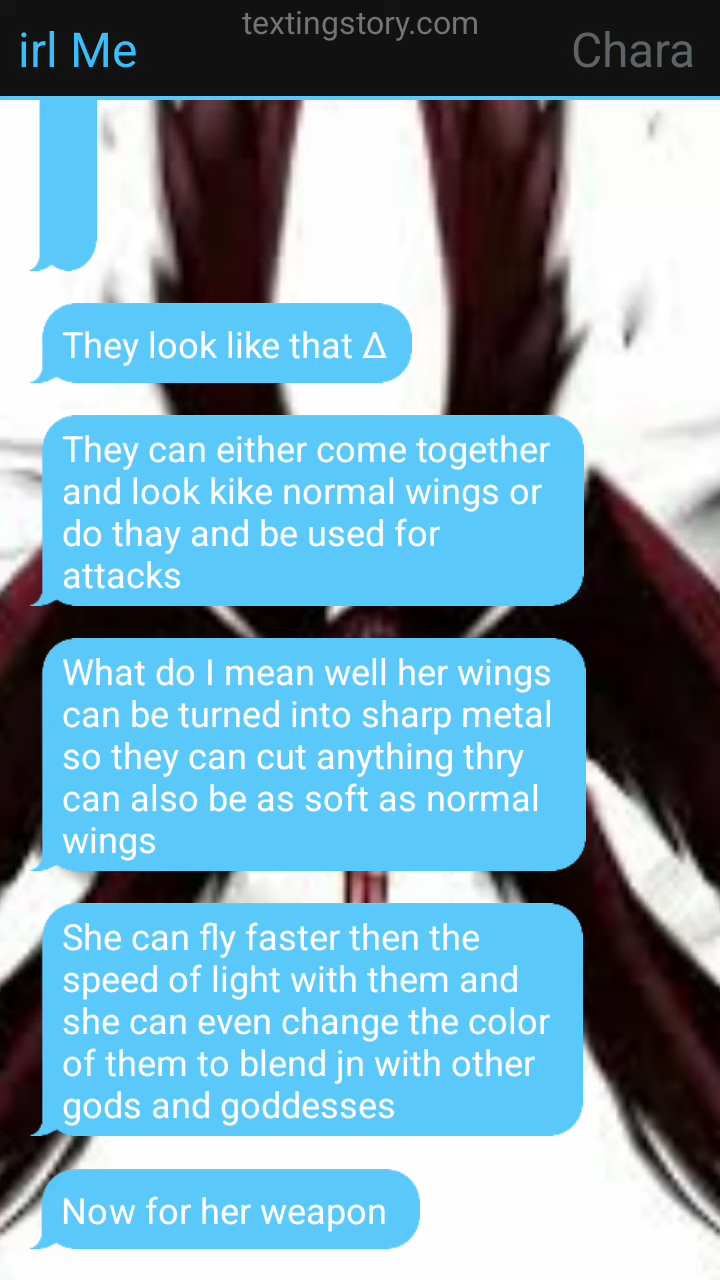 textingstory.com
irl Me
Chara
They look like that Δ
They can either come together
and look kike normal wings or
do thay and be used for
attacks
What do I mean well her wings
can be turned into sharp metal
so they can cut anything thry
can also be as soft as normal
wings
She can fly faster then the
speed of light with them and
she can even change the color
of them to blend jn with other
gods and goddesses
Now for her weapon